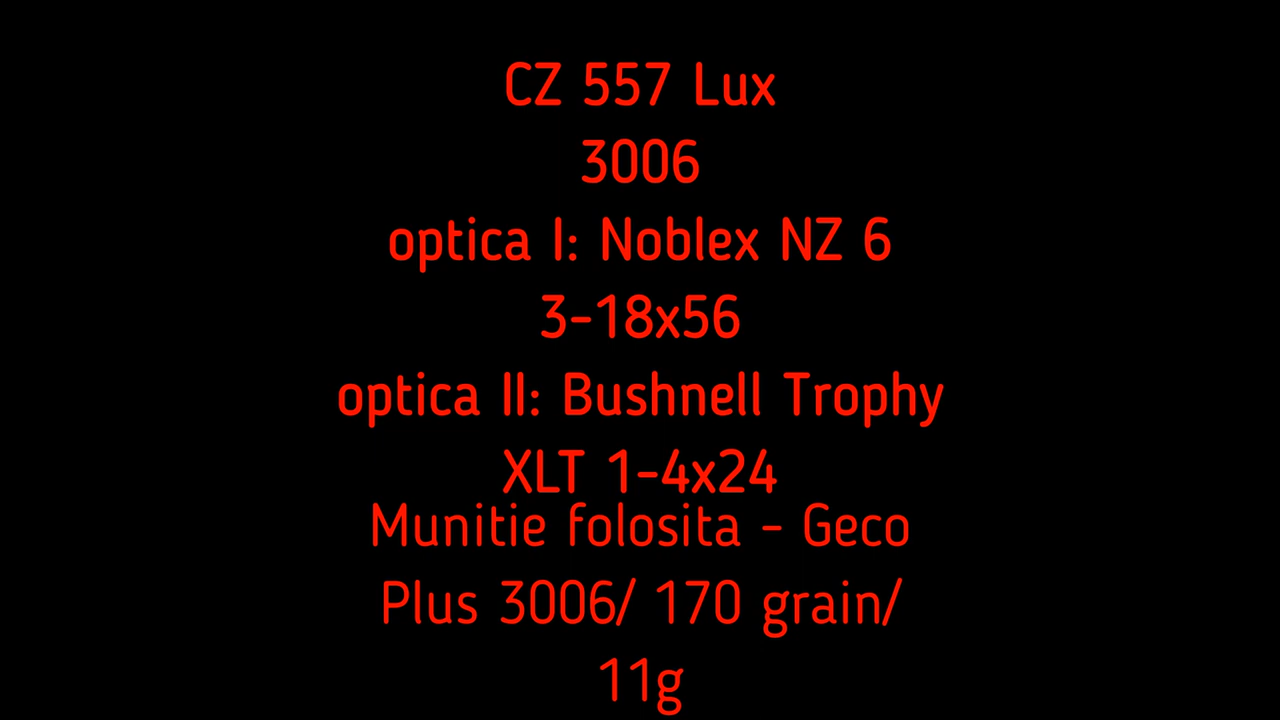 CZ 557 Lux
3006
optica I: Noblex NZ 6
3-18x56
optica II: Bushnell Trophy
XLT 1-4x24
Munitie folosita - Geco
Plus 3006/ 170 grain/
11g